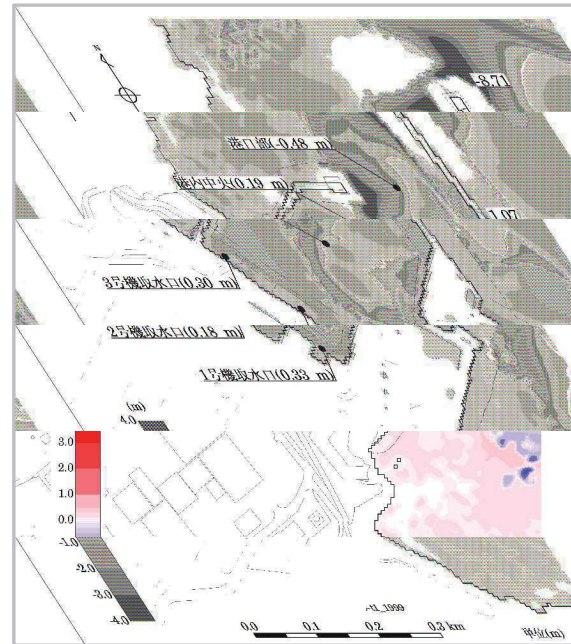 N
-8.71
港口部(-0.48 m)
港内中央(0.19 m)
1.07
3号機取水口(0.30 m)
2号機取水口(0.18 m)
1号機取水口(0.33 m)
(m)
4.0
3.0
2.0
1.0
0.0
-1.0
-2.0
-3.0
-4.0
0.0 0.1 0.2 0.3 km
単位(m)